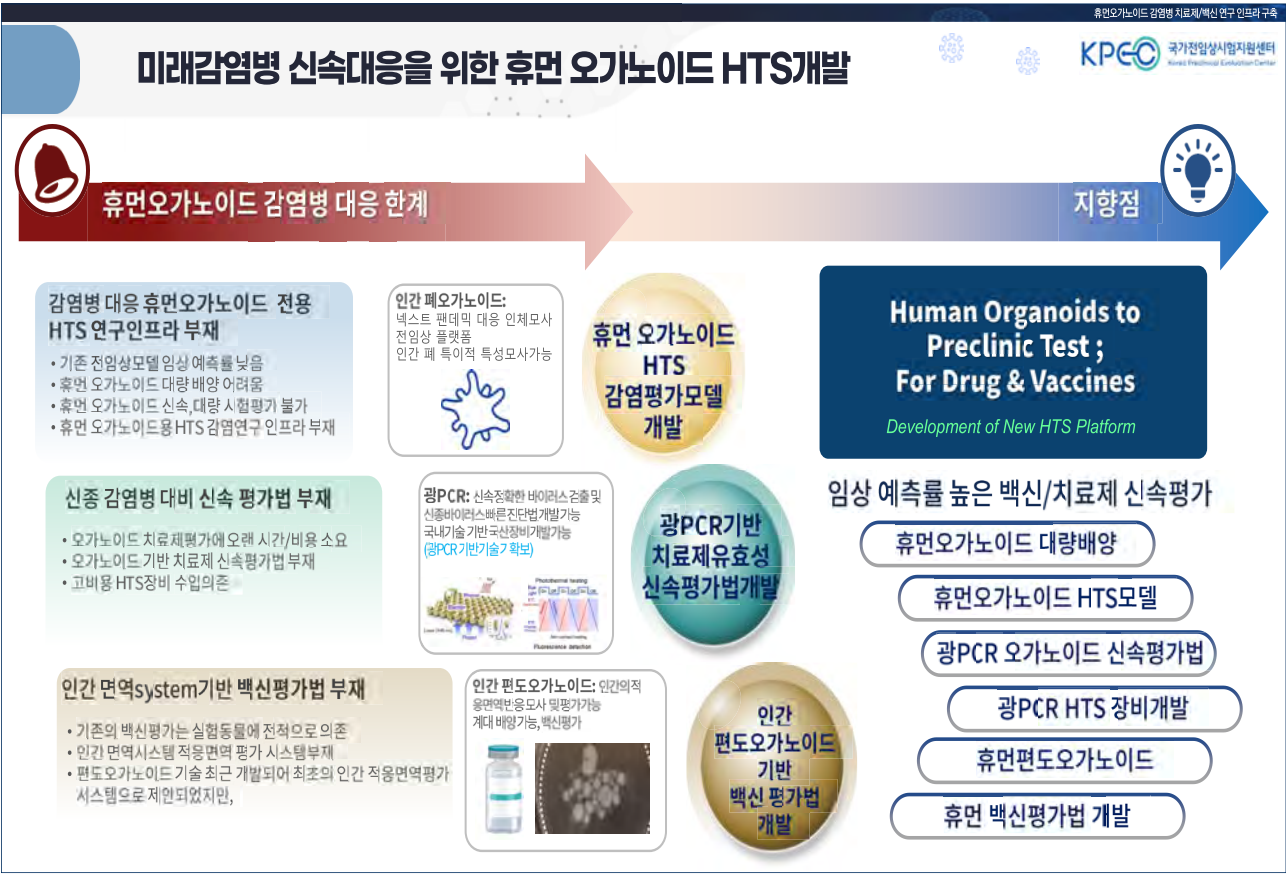 휴먼오가노이드 감염병 치료제/백신 연구 인프라 구축
미래감염병 신속대응을 위한 휴먼 오가노이드 HTS개발
KPEC 국가전임상시험지원센터
Korea Preclinical Evaluation Center
휴먼오가노이드 감염병 대응 한계
지향점
감염병 대응 휴먼오가노이드 전용
HTS 연구인프라 부재
• 기존 전임상모델 임상 예측률 낮음
• 휴먼 오가노이드 대량 배양 어려움
• 휴먼 오가노이드 신속,대량 시험평가 불가
• 휴먼 오가노이드용 HTS 감염연구 인프라 부재
인간 폐오가노이드:
넥스트 팬데믹 대응 인체모사
전임상 플랫폼
인간 폐 특이적 특성모사가능
휴먼 오가노이드
HTS
감염평가모델
개발
Human Organoids to
Preclinic Test ;
For Drug & Vaccines
Development of New HTS Platform
신종 감염병 대비 신속 평가법 부재
• 오가노이드 치료제평가에 오랜 시간/비용 소요
• 오가노이드 기반 치료제 신속평가법 부재
• 고비용 HTS장비 수입의존
광PCR: 신속정확한 바이러스 검출 및
신종바이러스 빠른 진단법개발가능
국내기술 기반 국산장비개발가능
(광PCR 기반기술 기 확보)
Photothermal heating
Fluorescence detection
광PCR기반
치료제유효성
신속평가법개발
임상 예측률 높은 백신/치료제 신속평가
휴먼오가노이드 대량배양
휴먼오가노이드 HTS모델
광PCR 오가노이드 신속평가법
광PCR HTS 장비개발
휴먼편도오가노이드
휴먼 백신평가법 개발
인간 면역system기반 백신평가법 부재
• 기존의 백신평가는 실험동물에 전적으로 의존
• 인간 면역시스템 적응면역 평가 시스템부재
• 편도오가노이드 기술 최근 개발되어 최초의 인간 적응면역평가
시스템으로 제안되었지만,
인간 편도오가노이드: 인간의 적
응면역반응 모사 및 평가가능
계대 배양가능, 백신평가
인간
편도오가노이드
기반
백신 평가법
개발